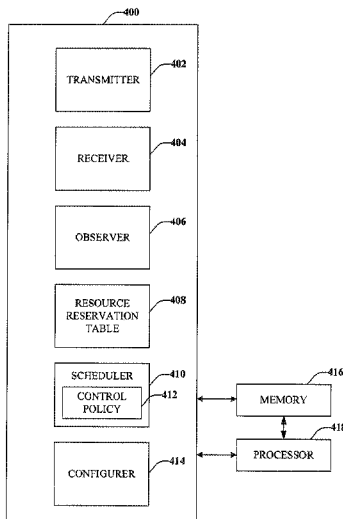 400
402
TRANSMITTER
404
RECEIVER
406
OBSERVER
408
RESOURCE
RESERVATION
TABLE
SCHEDULER
410
CONTROL
POLICY
412
416
MEMORY
418
PROCESSOR
CONFIGURER
414